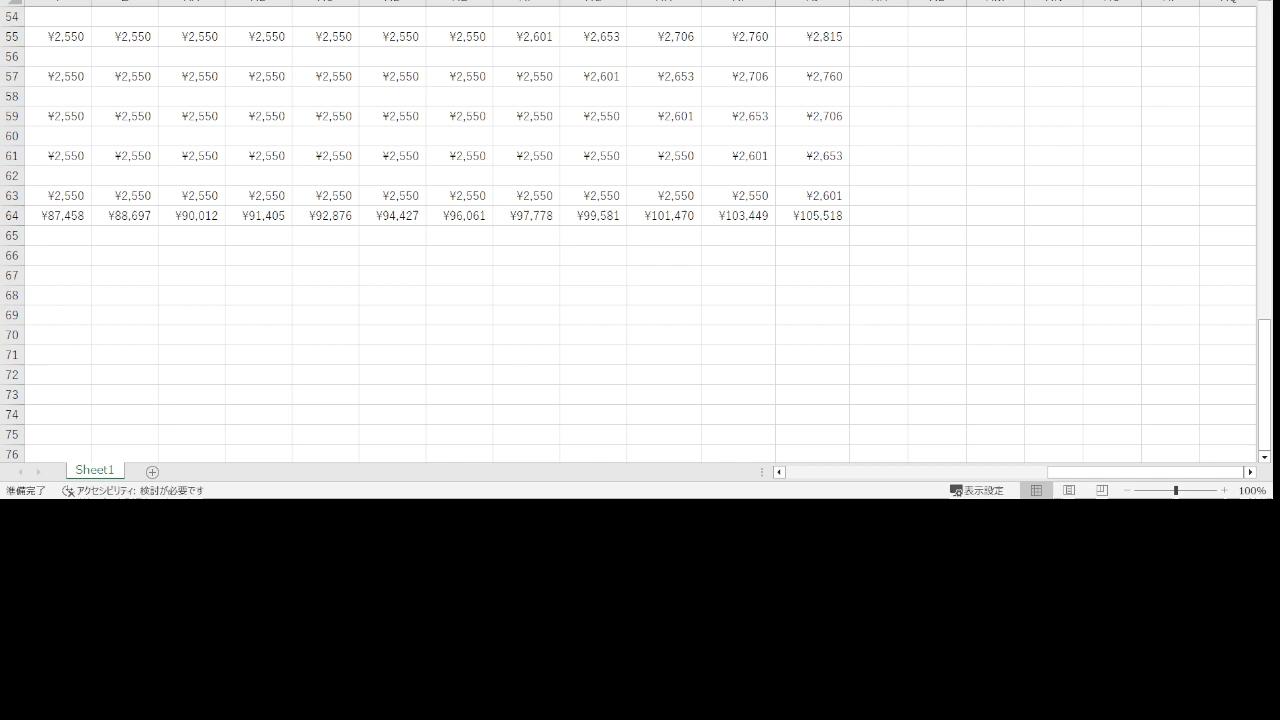 54
55 ¥2,550 ¥2,550 ¥2,550 ¥2,550 ¥2,550 ¥2,550 ¥2,550 ¥2,601 ¥2,653 ¥2,706 ¥2,760 ¥2,815
56
57 ¥2,550 ¥2,550 ¥2,550 ¥2,550 ¥2,550 ¥2,550 ¥2,550 ¥2,550 ¥2,601 ¥2,653 ¥2,706 ¥2,760
58
59 ¥2,550 ¥2,550 ¥2,550 ¥2,550 ¥2,550 ¥2,550 ¥2,550 ¥2,550 ¥2,550 ¥2,601 ¥2,653 ¥2,706
60
61 ¥2,550 ¥2,550 ¥2,550 ¥2,550 ¥2,550 ¥2,550 ¥2,550 ¥2,550 ¥2,550 ¥2,550 ¥2,601 ¥2,653
62
63 ¥2,550 ¥2,550 ¥2,550 ¥2,550 ¥2,550 ¥2,550 ¥2,550 ¥2,550 ¥2,550 ¥2,550 ¥2,550 ¥2,601
64 ¥87,458 ¥88,697 ¥90,012 ¥91,405 ¥92,876 ¥94,427 ¥96,061 ¥97,778 ¥99,581 ¥101,470 ¥103,449 ¥105,518
65
66
67
68
69
70
71
72
73
74
75
76
Sheet1
準備完了 アクセシビリティ: 検討が必要です 表示設定 100%